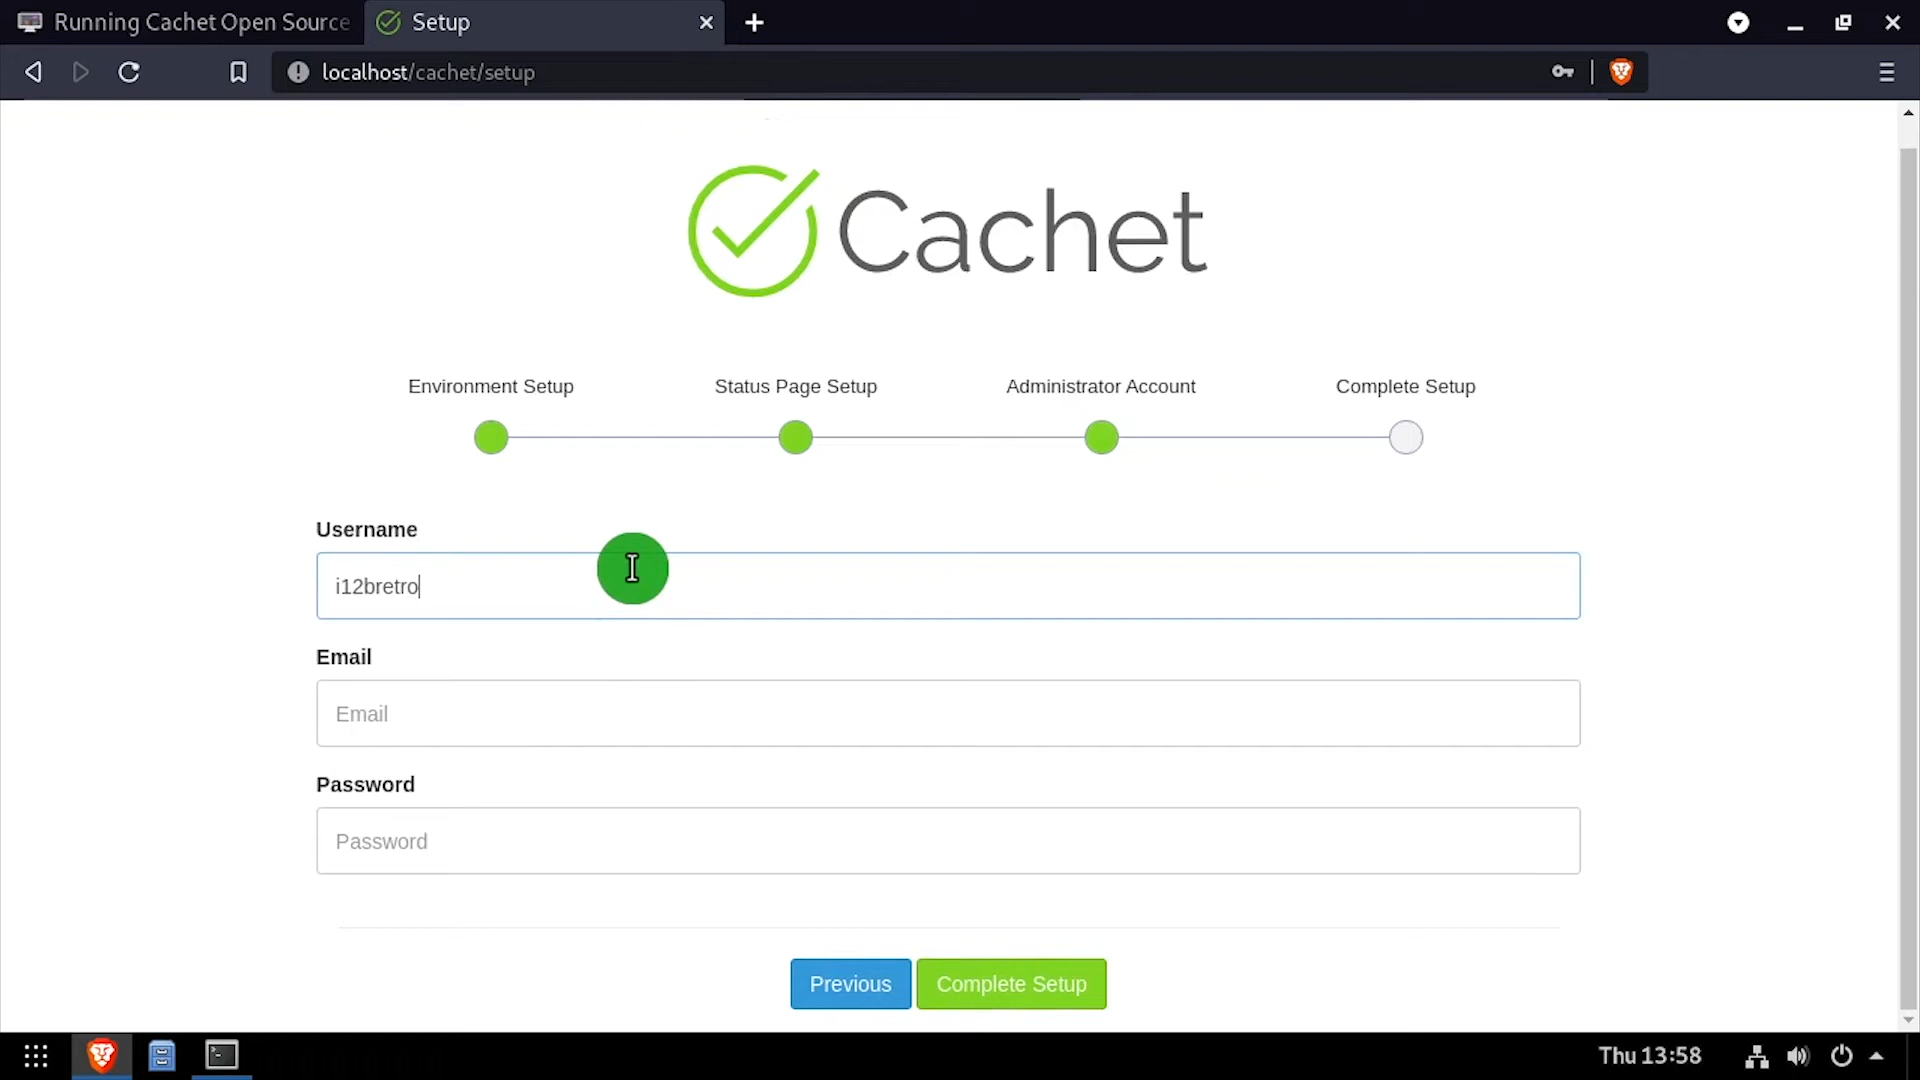 Running Cachet Open Source
Setup
localhost/cachet/setup
Cachet
Environment Setup
Status Page Setup
Administrator Account
Complete Setup
Username
i12bretro
Email
Email
Password
Password
Previous
Complete Setup
Thu 13:58